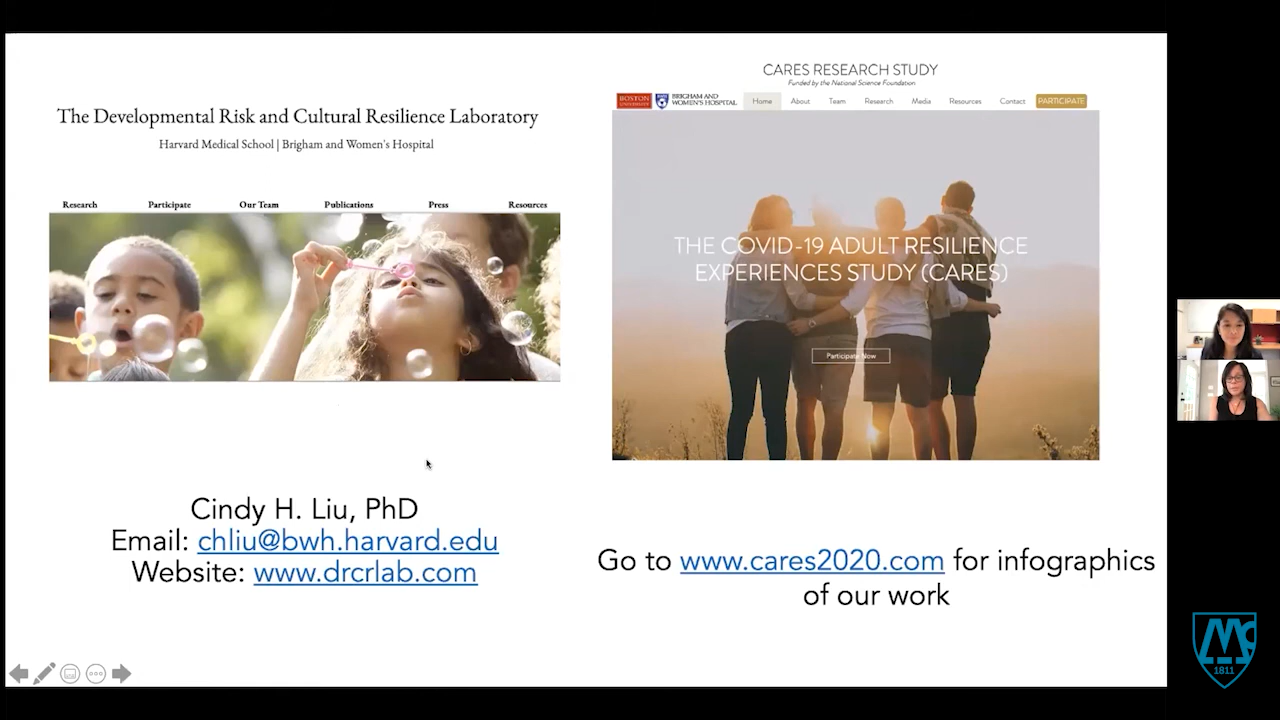 The Developmental Risk and Cultural Resilience Laboratory
Harvard Medical School | Brigham and Women's Hospital
Research Participate Our Team Publications Press Resources
Cindy H. Liu, PhD
Email: chliu@bwh.harvard.edu
Website: www.drcrlab.com
CARES RESEARCH STUDY
Funded by the National Science Foundation
BOSTON
UNIVERSITY
BRIGHAM AND
WOMEN'S HOSPITAL
Home About Team Research Media Resources Contact PARTICIPATE
THE COVID-19 ADULT RESILIENCE
EXPERIENCES STUDY (CARES)
Participate Now
Go to www.cares2020.com for infographics
of our work
1811